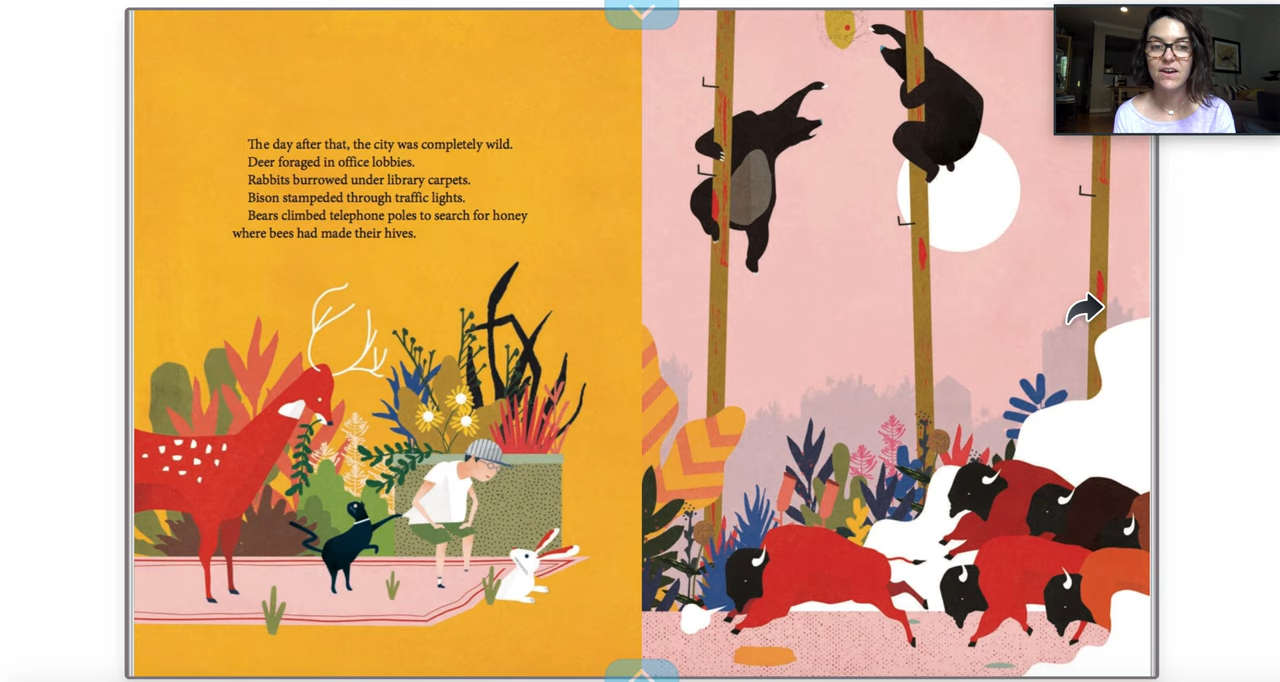 The day after that, the city was completely wild.
Deer foraged in office lobbies.
Rabbits burrowed under library carpets.
Bison stampeded through traffic lights.
Bears climbed telephone poles to search for honey
where bees had made their hives.